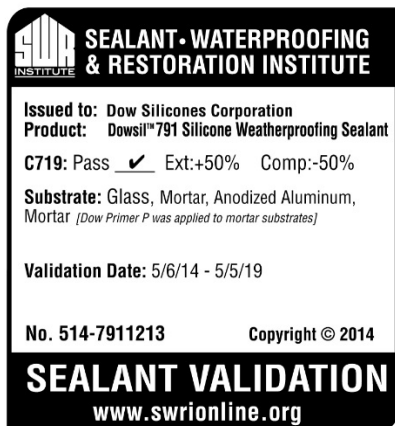 SWR
INSTITUTE
SEALANT • WATERPROOFING
& RESTORATION INSTITUTE
Issued to: Dow Silicones Corporation
Product: Dowsil™ 791 Silicone Weatherproofing Sealant
C719: Pass ✔ Ext:+50% Comp:-50%
Substrate: Glass, Mortar, Anodized Aluminum,
Mortar [Dow Primer P was applied to mortar substrates]
Validation Date: 5/6/14 - 5/5/19
No. 514-7911213 Copyright © 2014
SEALANT VALIDATION
www.swrionline.org